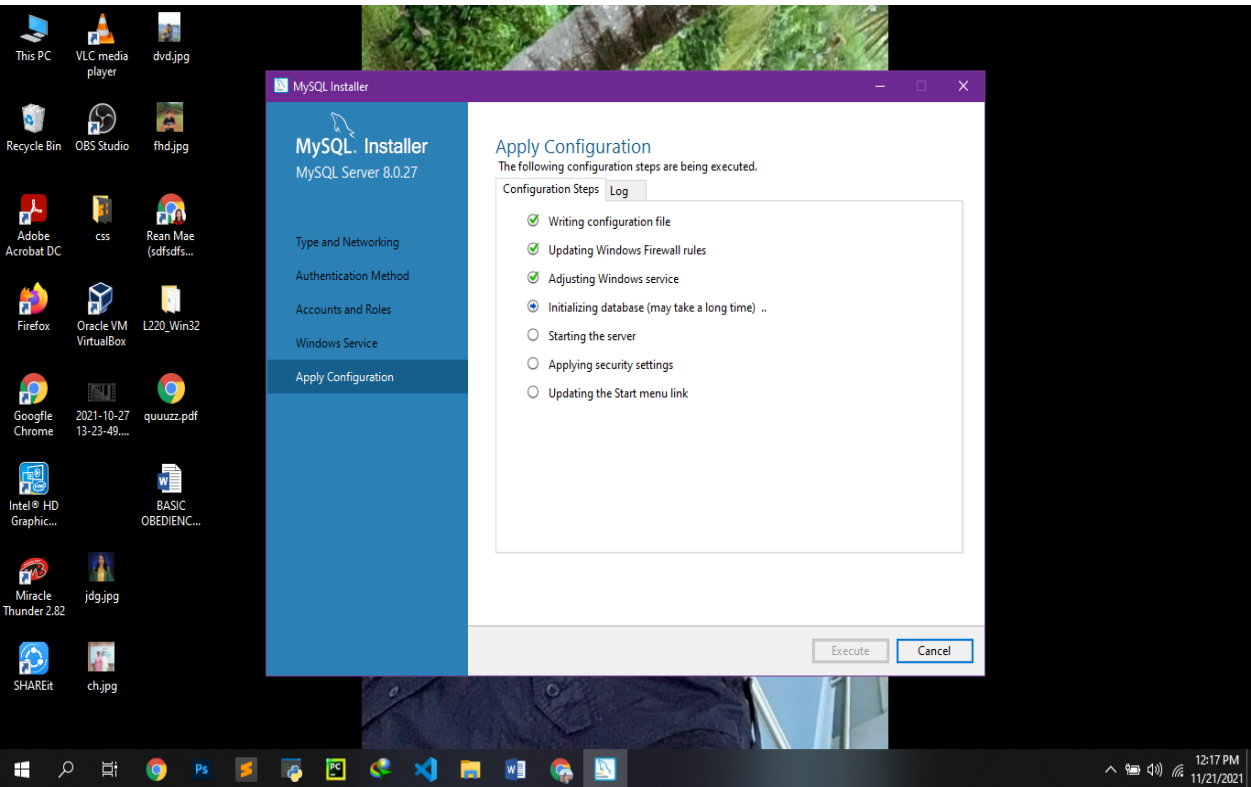 This PC
VLC media
player
dvd.jpg
Recycle Bin
OBS Studio
fhd.jpg
Adobe
Acrobat DC
css
Rean Mae
(sdfsdfs...
Firefox
Oracle VM
VirtualBox
L220_Win32
Googfle
Chrome
2021-10-27
13-23-49....
quuuzz.pdf
Intel® HD
Graphic...
BASIC
OBEDIENC...
Miracle
Thunder 2.82
jdg.jpg
SHAREit
ch.jpg
MySQL Installer
MySQL. Installer
MySQL Server 8.0.27
Type and Networking
Authentication Method
Accounts and Roles
Windows Service
Apply Configuration
Apply Configuration
The following configuration steps are being executed.
Configuration Steps
Log
Writing configuration file
Updating Windows Firewall rules
Adjusting Windows service
Initializing database (may take a long time) ..
Starting the server
Applying security settings
Updating the Start menu link
Execute
Cancel
Ps
PC
W
12:17 PM
11/21/2021